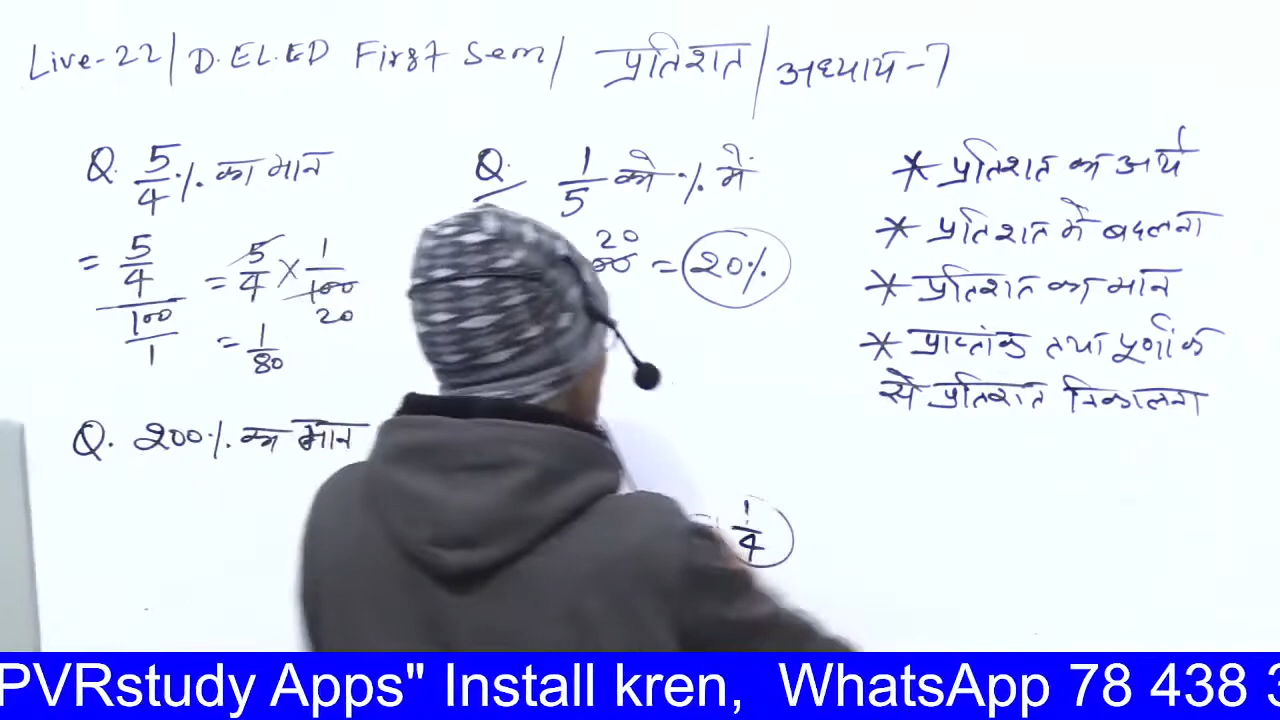 Live-22/ D.EL.ED First Sem/ प्रतिशत/ अध्याय-7
Q. 5/4 % का मान
= 5/4 / 100/1 = 5/4 × 1/100 20
= 1/80
Q. 200% का मान
Q. 1/5 को % में
20 = 20%
= 1/4
* प्रतिशत का अर्थ
* प्रतिशत में बदलना
* प्रतिशत का मान
* प्राप्तांक तथा पूर्णांक
से प्रतिशत निकालना
PVRstudy Apps" Install kren, WhatsApp 78 438